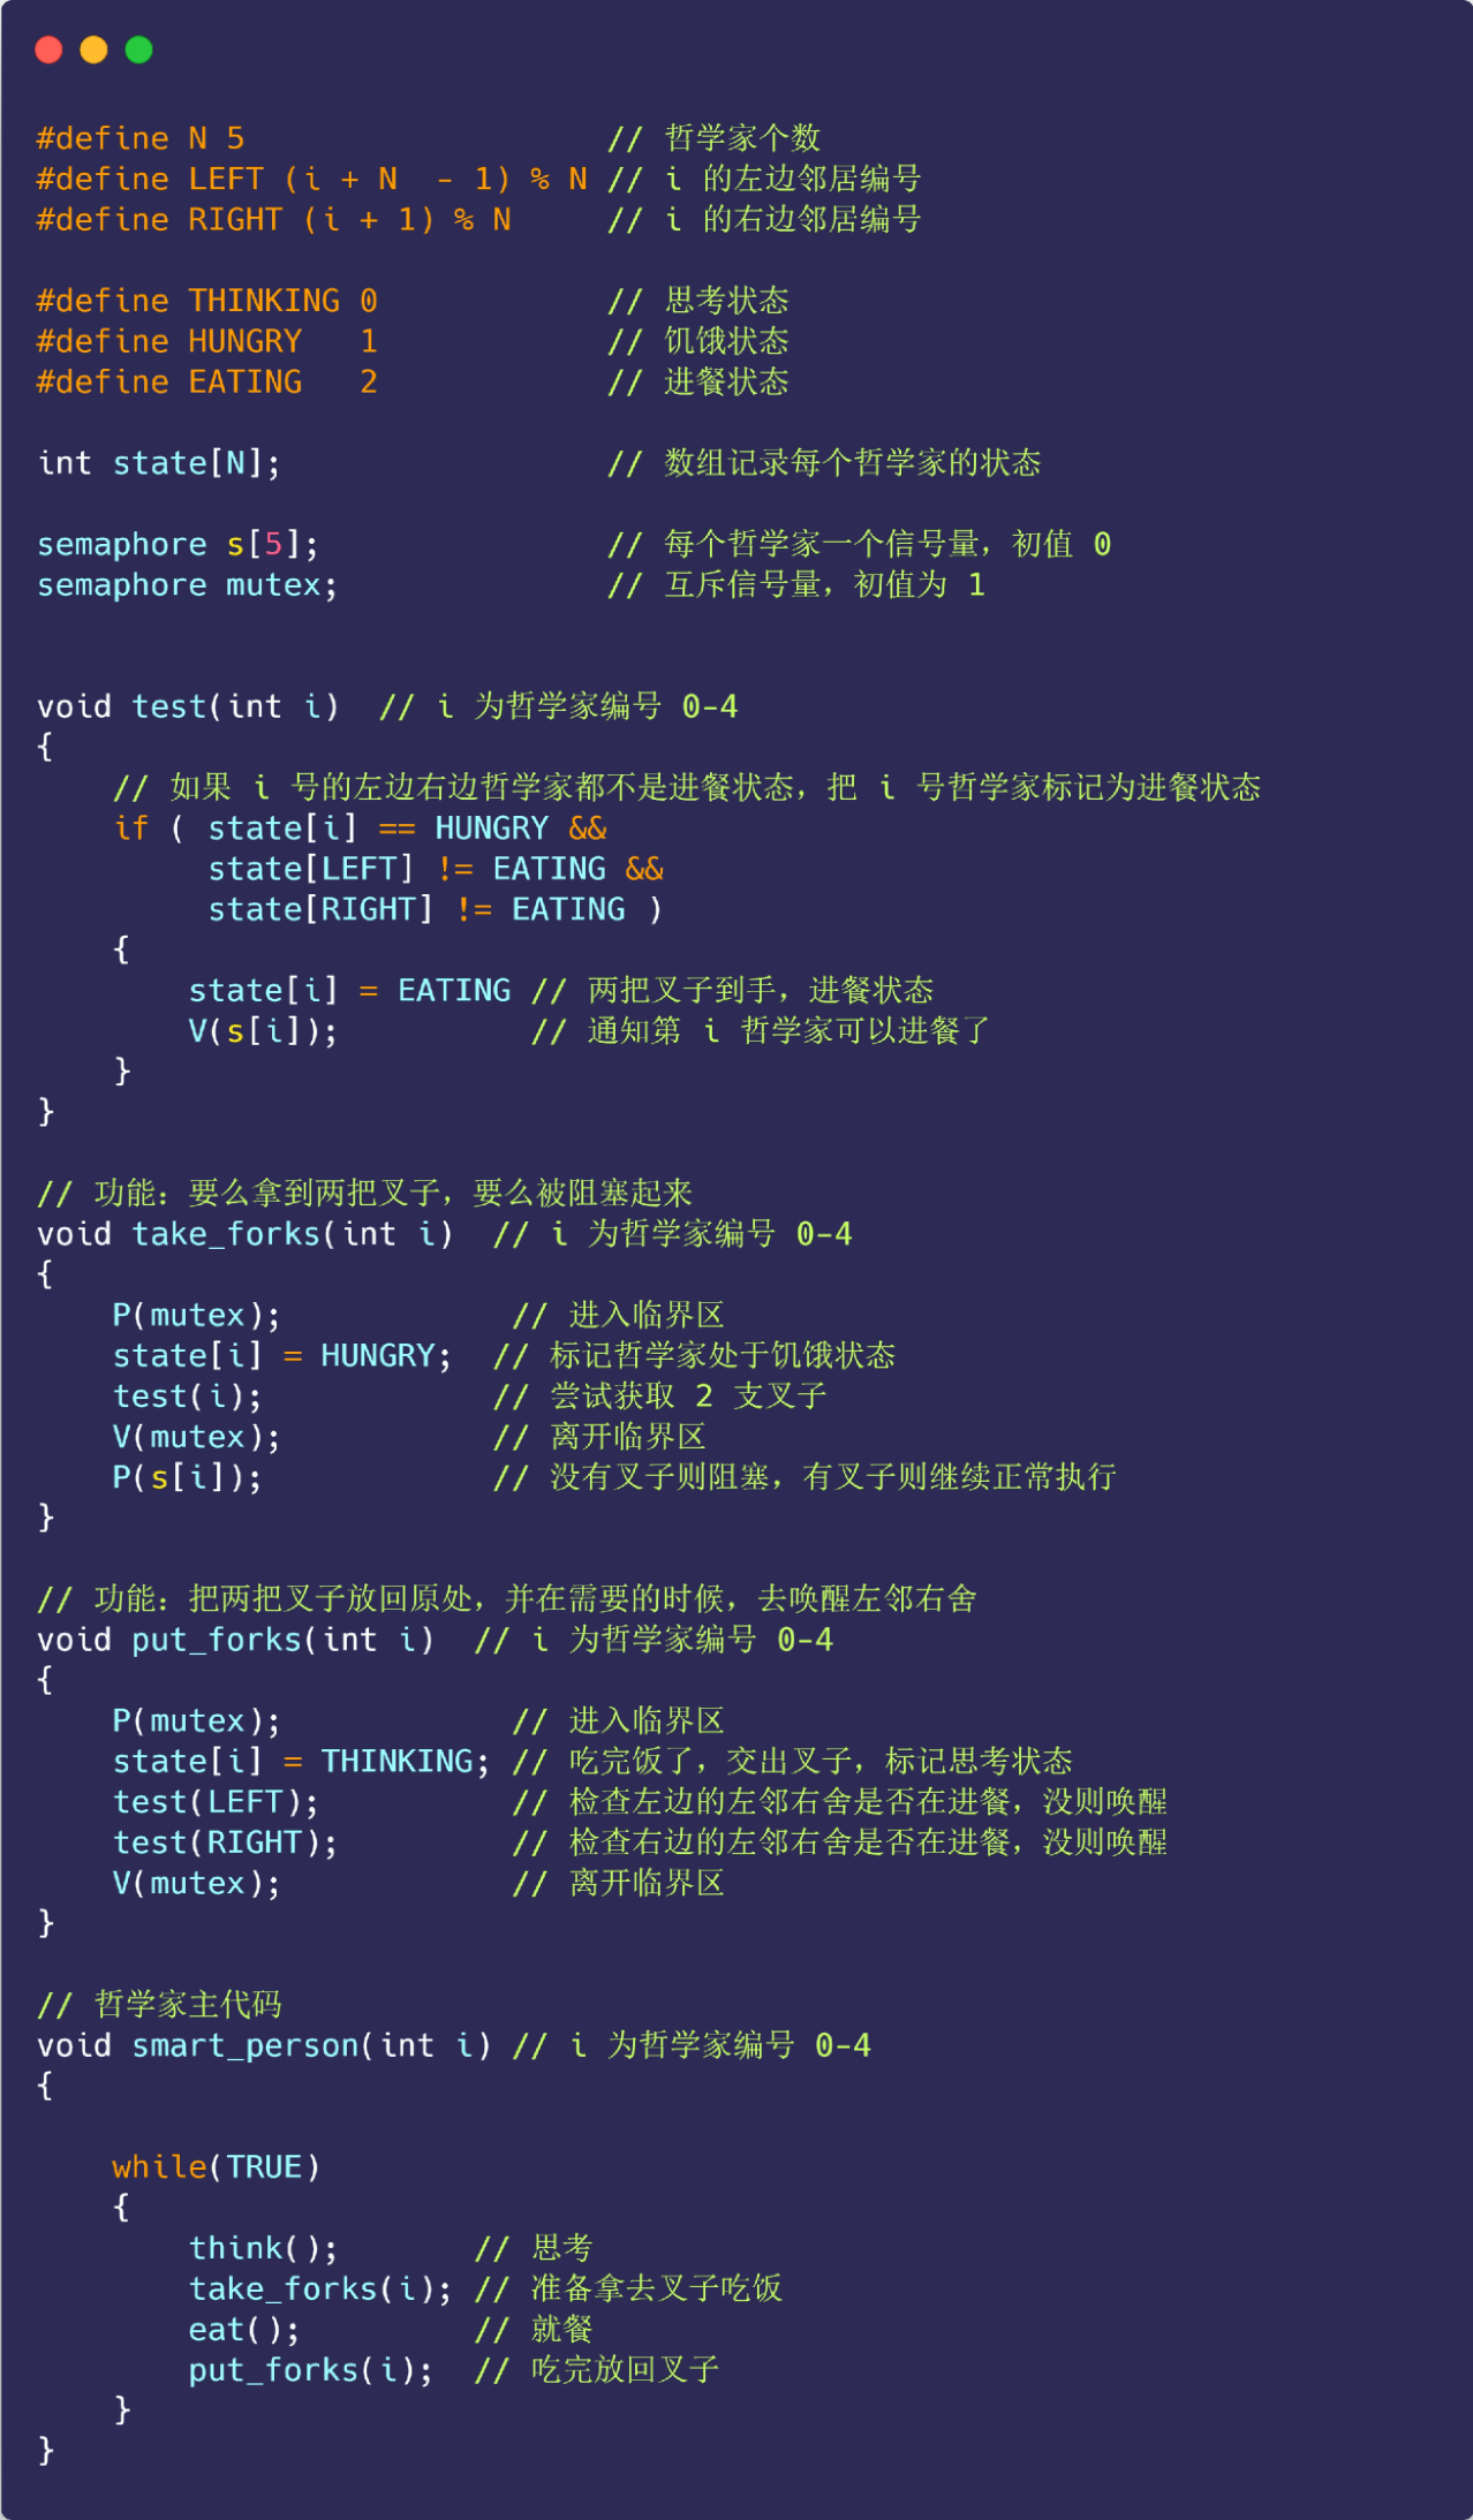 #define N 5                   // 哲学家个数
#define LEFT (i + N  - 1) % N // i 的左边邻居编号
#define RIGHT (i + 1) % N     // i 的右边邻居编号
#define THINKING 0            // 思考状态
#define HUNGRY   1            // 饥饿状态
#define EATING   2            // 进餐状态
int state[N];                 // 数组记录每个哲学家的状态
semaphore s[5];               // 每个哲学家一个信号量，初值 0
semaphore mutex;              // 互斥信号量，初值为 1
void test(int i)  // i 为哲学家编号 0-4
{
    // 如果 i 号的左边右边哲学家都不是进餐状态，把 i 号哲学家标记为进餐状态
    if ( state[i] == HUNGRY &&
         state[LEFT] != EATING &&
         state[RIGHT] != EATING )
    {
        state[i] = EATING // 两把叉子到手，进餐状态
        V(s[i]);          // 通知第 i 哲学家可以进餐了
    }
}
// 功能：要么拿到两把叉子，要么被阻塞起来
void take_forks(int i)  // i 为哲学家编号 0-4
{
    P(mutex);            // 进入临界区
    state[i] = HUNGRY;  // 标记哲学家处于饥饿状态
    test(i);            // 尝试获取 2 支叉子
    V(mutex);           // 离开临界区
    P(s[i]);            // 没有叉子则阻塞，有叉子则继续正常执行
}
// 功能：把两把叉子放回原处，并在需要的时候，去唤醒左邻右舍
void put_forks(int i)  // i 为哲学家编号 0-4
{
    P(mutex);            // 进入临界区
    state[i] = THINKING; // 吃完饭了，交出叉子，标记思考状态
    test(LEFT);          // 检查左边的左邻右舍是否在进餐，没则唤醒
    test(RIGHT);         // 检查右边的左邻右舍是否在进餐，没则唤醒
    V(mutex);            // 离开临界区
}
// 哲学家主代码
void smart_person(int i) // i 为哲学家编号 0-4
{
    while(TRUE)
    {
        think();       // 思考
        take_forks(i); // 准备拿去叉子吃饭
        eat();         // 就餐
        put_forks(i);  // 吃完放回叉子
    }
}